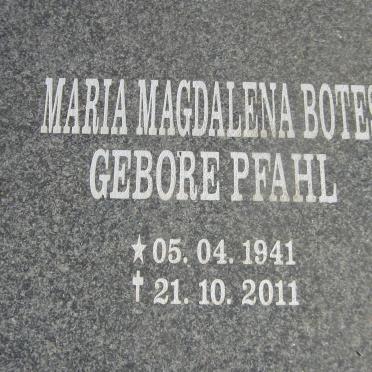 MARIA MAGDALENA BOTES
GEBORE PFAHL
★ 05. 04. 1941
✝ 21. 10. 2011